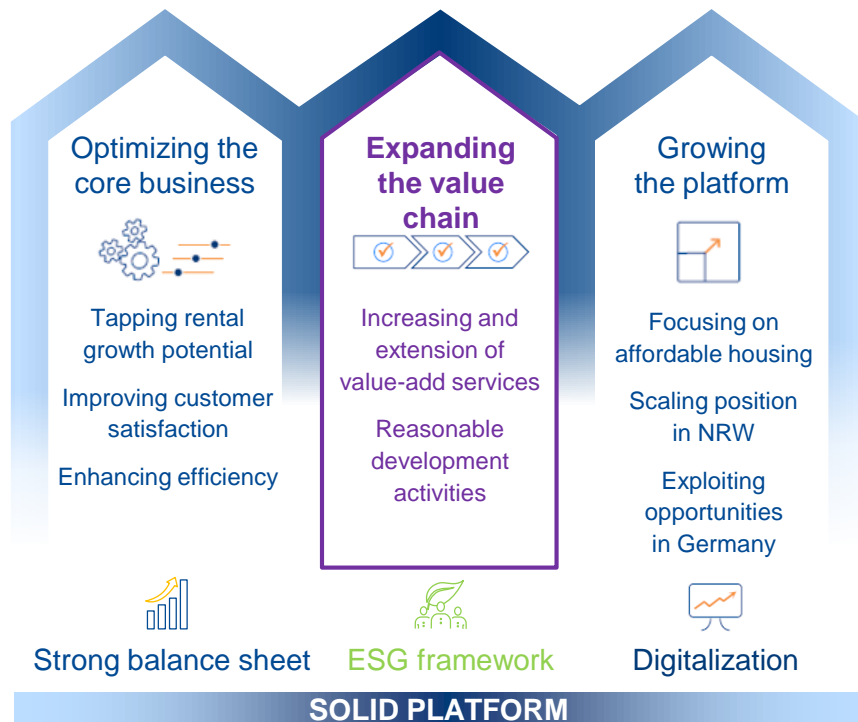 Optimizing the
core business
Tapping rental
growth potential
Improving customer
satisfaction
Enhancing efficiency
Expanding
the value
chain
Increasing and
extension of
value-add services
Reasonable
development
activities
Growing
the platform
Focusing on
affordable housing
Scaling position
in NRW
Exploiting
opportunities
in Germany
Strong balance sheet
ESG framework
Digitalization
SOLID PLATFORM